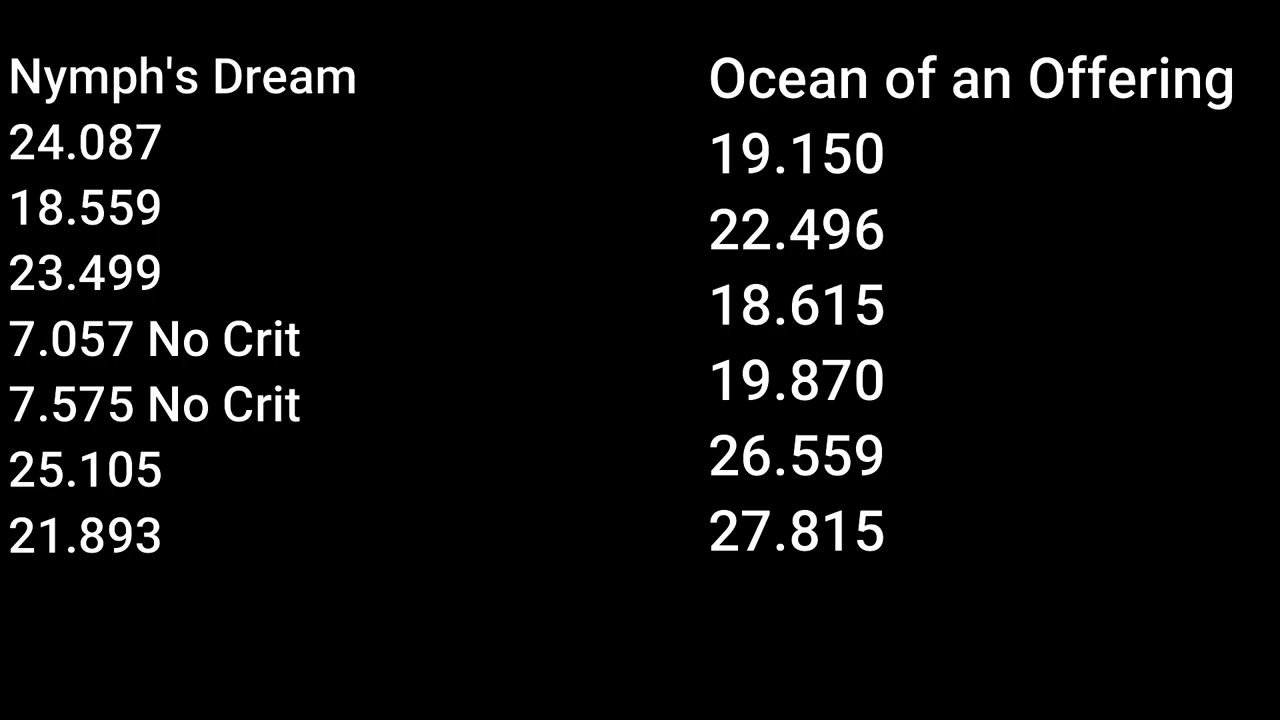 Nymph's Dream
24.087
18.559
23.499
7.057 No Crit
7.575 No Crit
25.105
21.893
Ocean of an Offering
19.150
22.496
18.615
19.870
26.559
27.815